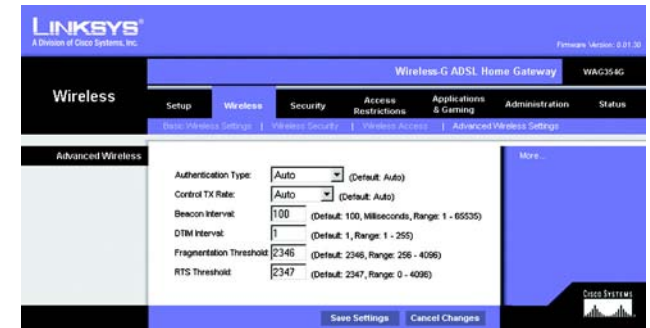 LINKSYS®
A Division of Cisco Systems, Inc.
Firmware Version: 0.01.30
Wireless-G ADSL Home Gateway WAG354G
Wireless
Setup Wireless Security Access Restrictions Applications & Gaming Administration Status
Basic Wireless Settings | Wireless Security | Wireless Access | Advanced Wireless Settings
Advanced Wireless
More...
Authentication Type: Auto (Default: Auto)
Control TX Rate: Auto (Default: Auto)
Beacon Interval: 100 (Default: 100, Miliseconds, Range: 1 - 65535)
DTIM Interval: 1 (Default: 1, Range: 1 - 255)
Fragmentation Threshold: 2346 (Default: 2346, Range: 256 - 4096)
RTS Threshold: 2347 (Default: 2347, Range: 0 - 4096)
CISCO SYSTEMS
Save Settings Cancel Changes